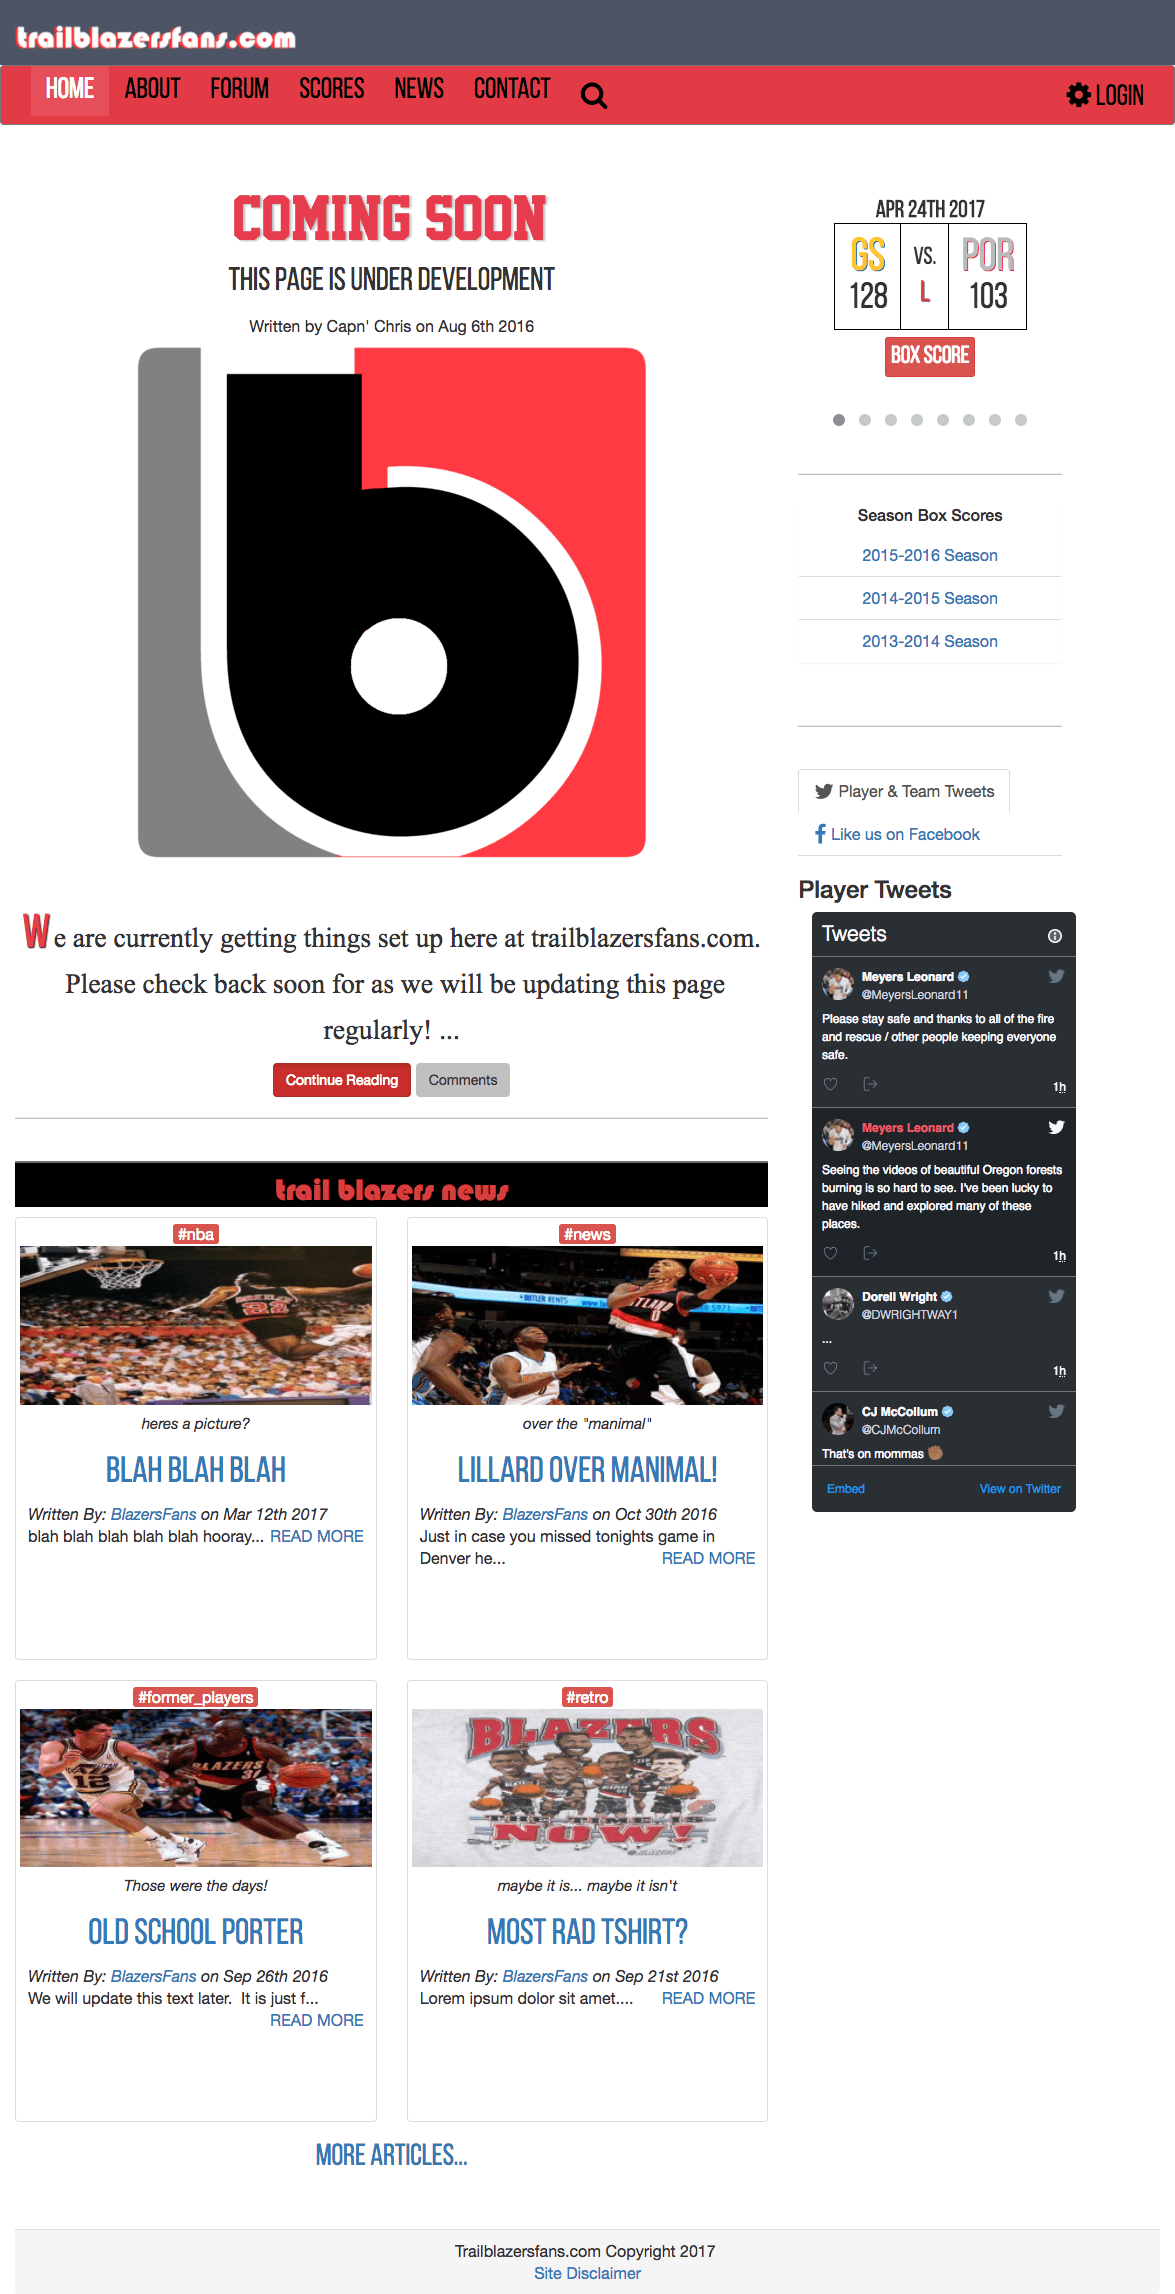 trailblazersfans.com
HOME ABOUT FORUM SCORES NEWS CONTACT LOGIN
COMING SOON
THIS PAGE IS UNDER DEVELOPMENT
Written by Capn' Chris on Aug 6th 2016
We are currently getting things set up here at trailblazersfans.com.
Please check back soon for as we will be updating this page
regularly! ...
Continue Reading Comments
trail blazers news
#nba
heres a picture?
BLAH BLAH BLAH
Written By: BlazersFans on Mar 12th 2017
blah blah blah blah blah hooray... READ MORE
#news
BUTLER RENTS
PORTLAND
0
over the "manimal"
LILLARD OVER MANIMAL!
Written By: BlazersFans on Oct 30th 2016
Just in case you missed tonights game in
Denver he... READ MORE
#former_players
12
BLAZERS
Those were the days!
OLD SCHOOL PORTER
Written By: BlazersFans on Sep 26th 2016
We will update this text later. It is just f...
READ MORE
#retro
BLAZERS
NOW!
maybe it is... maybe it isn't
MOST RAD TSHIRT?
Written By: BlazersFans on Sep 21st 2016
Lorem ipsum dolor sit amet.... READ MORE
MORE ARTICLES...
APR 24TH 2017
GS VS. POR
128 L 103
BOX SCORE
Season Box Scores
2015-2016 Season
2014-2015 Season
2013-2014 Season
Player & Team Tweets
Like us on Facebook
Player Tweets
Tweets
Meyers Leonard
@MeyersLeonard11
Please stay safe and thanks to all of the fire
and rescue / other people keeping everyone
safe.
1h
Meyers Leonard
@MeyersLeonard11
Seeing the videos of beautiful Oregon forests
burning is so hard to see. I've been lucky to
have hiked and explored many of these
places.
1h
Dorell Wright
@DWRIGHTWAY1
...
1h
CJ McCollum
@CJMcCollum
That's on mommas ✊🏾
Embed View on Twitter
Trailblazersfans.com Copyright 2017
Site Disclaimer